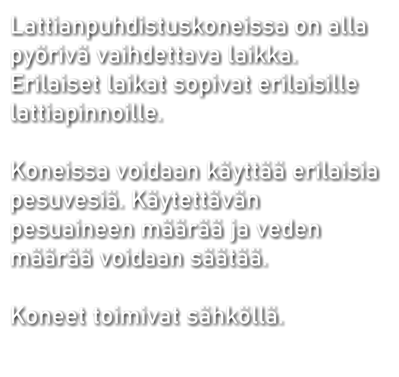 Lattianpuhdistuskoneissa on alla
pyörivä vaihdettava laikka.
Erilaiset laikat sopivat erilaisille
lattiapinnoille.

Koneissa voidaan käyttää erilaisia
pesuvesiä. Käytettävän
pesuaineen määrää ja veden
määrää voidaan säätää.

Koneet toimivat sähköllä.